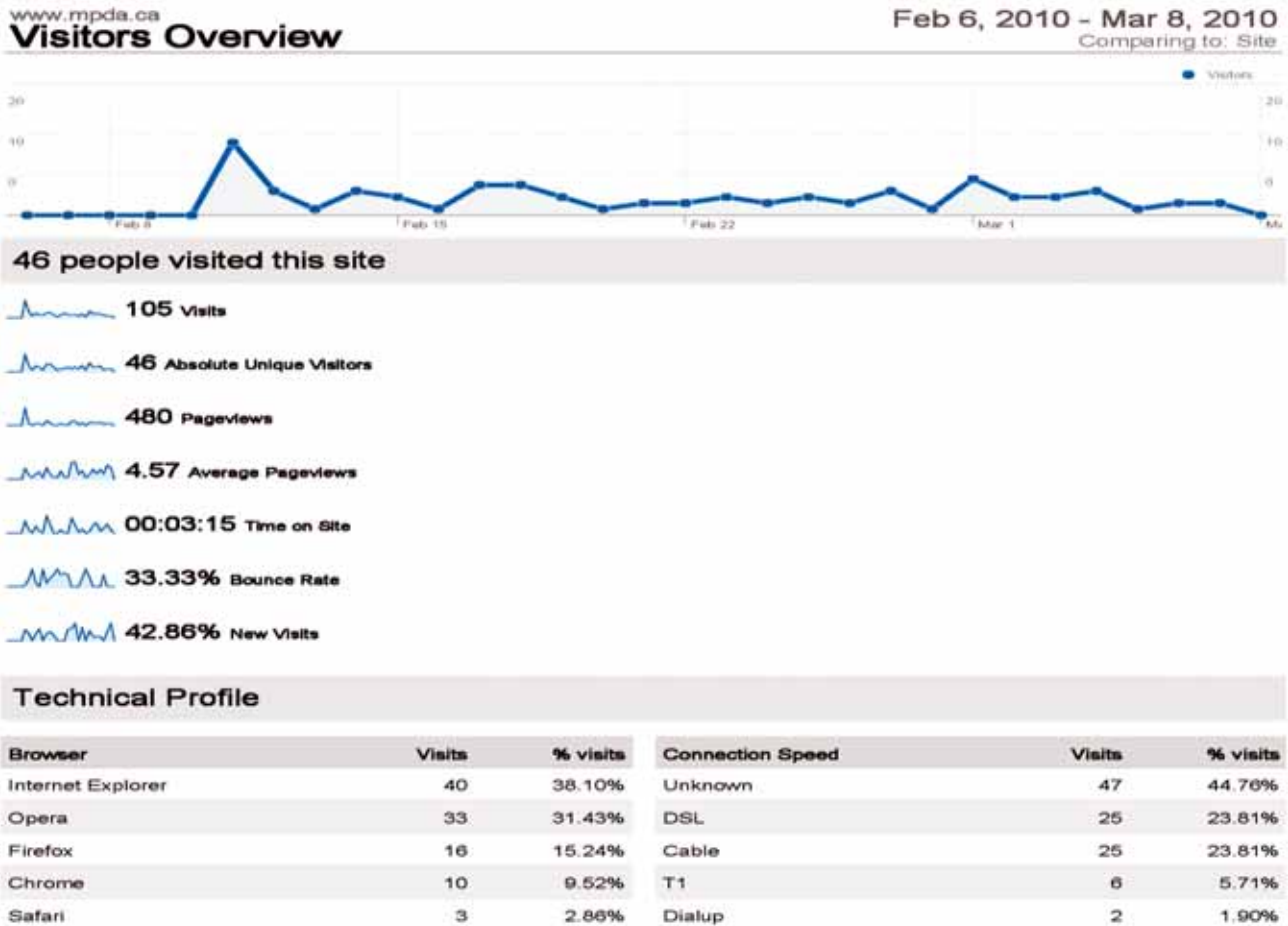 www.mpda.ca
Visitors Overview
Feb 6, 2010 - Mar 8, 2010
Comparing to: Site
Visitors
20
10
0
20
10
0
Feb 8
Feb 15
Feb 22
Mar 1
46 people visited this site
105 Visits
46 Absolute Unique Visitors
480 Pageviews
4.57 Average Pageviews
00:03:15 Time on Site
33.33% Bounce Rate
42.86% New Visits
Technical Profile
Browser Visits % visits
Internet Explorer 40 38.10%
Opera 33 31.43%
Firefox 16 15.24%
Chrome 10 9.52%
Safari 3 2.86%
Connection Speed Visits % visits
Unknown 47 44.76%
DSL 25 23.81%
Cable 25 23.81%
T1 6 5.71%
Dialup 2 1.90%